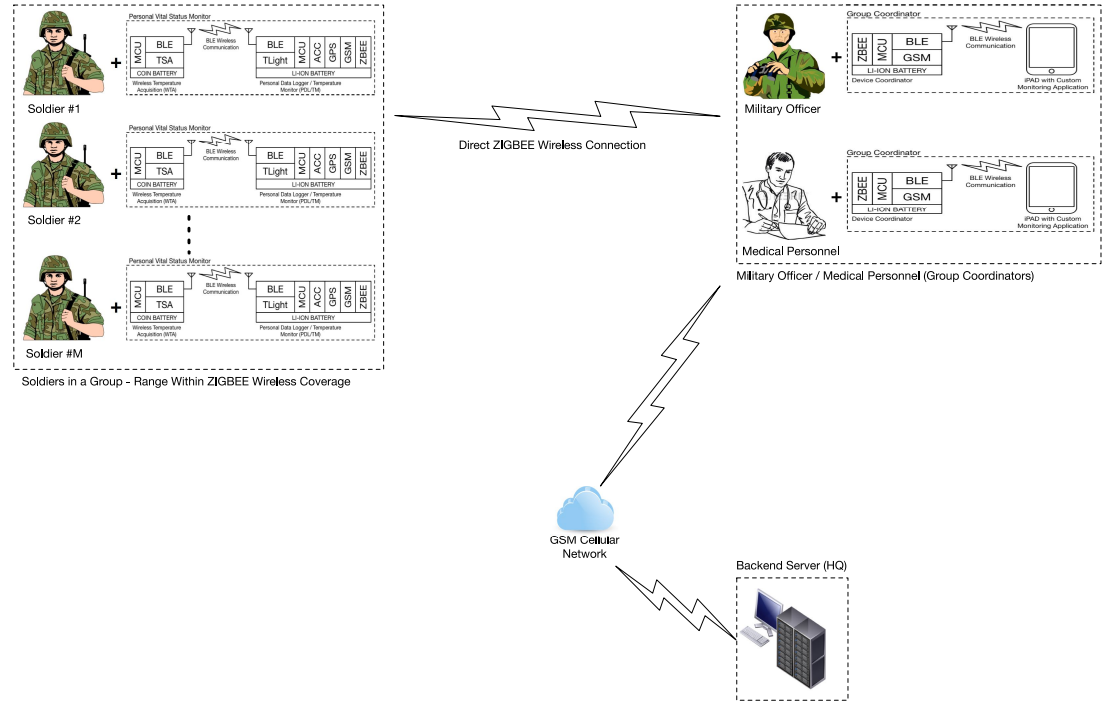 Personal Vital Status Monitor
MCU
BLE
TSA
COIN BATTERY
Wireless Temperature
Acquisition (WTA)
BLE Wireless
Communication
BLE
TLight
MCU
ACC
GPS
GSM
ZBEE
LI-ION BATTERY
Personal Data Logger / Temperature
Monitor (PDL/TM)
+
Soldier #1
Personal Vital Status Monitor
MCU
BLE
TSA
COIN BATTERY
Wireless Temperature
Acquisition (WTA)
BLE Wireless
Communication
BLE
TLight
MCU
ACC
GPS
GSM
ZBEE
LI-ION BATTERY
Personal Data Logger / Temperature
Monitor (PDL/TM)
+
Soldier #2
Personal Vital Status Monitor
MCU
BLE
TSA
COIN BATTERY
Wireless Temperature
Acquisition (WTA)
BLE Wireless
Communication
BLE
TLight
MCU
ACC
GPS
GSM
ZBEE
LI-ION BATTERY
Personal Data Logger / Temperature
Monitor (PDL/TM)
+
Soldier #M
Soldiers in a Group - Range Within ZIGBEE Wireless Coverage
Direct ZIGBEE Wireless Connection
Group Coordinator
ZBEE
MCU
BLE
GSM
LI-ION BATTERY
Device Coordinator
BLE Wireless
Communication
iPAD with Custom
Monitoring Application
+
Military Officer
Group Coordinator
ZBEE
MCU
BLE
GSM
LI-ION BATTERY
Device Coordinator
BLE Wireless
Communication
iPAD with Custom
Monitoring Application
+
Medical Personnel
Military Officer / Medical Personnel (Group Coordinators)
GSM Cellular
Network
Backend Server (HQ)